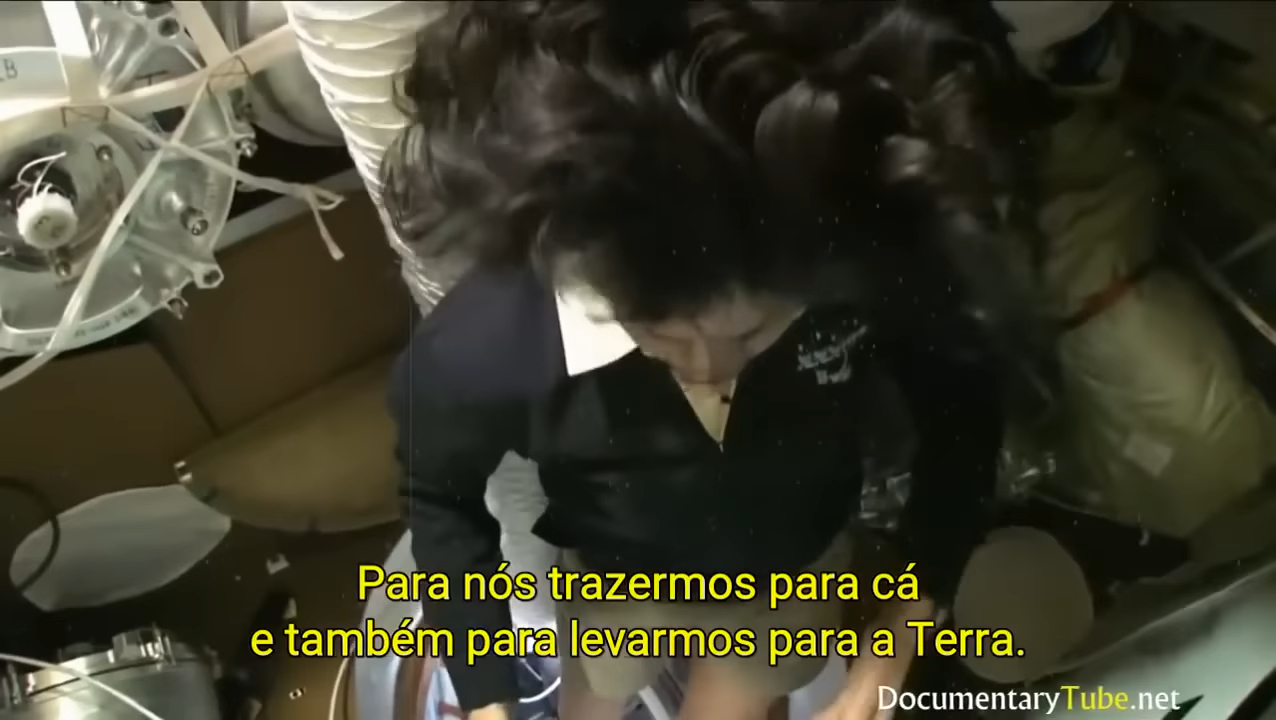 Para nós trazermos para cá
e também para levarmos para a Terra.
DocumentaryTube.net